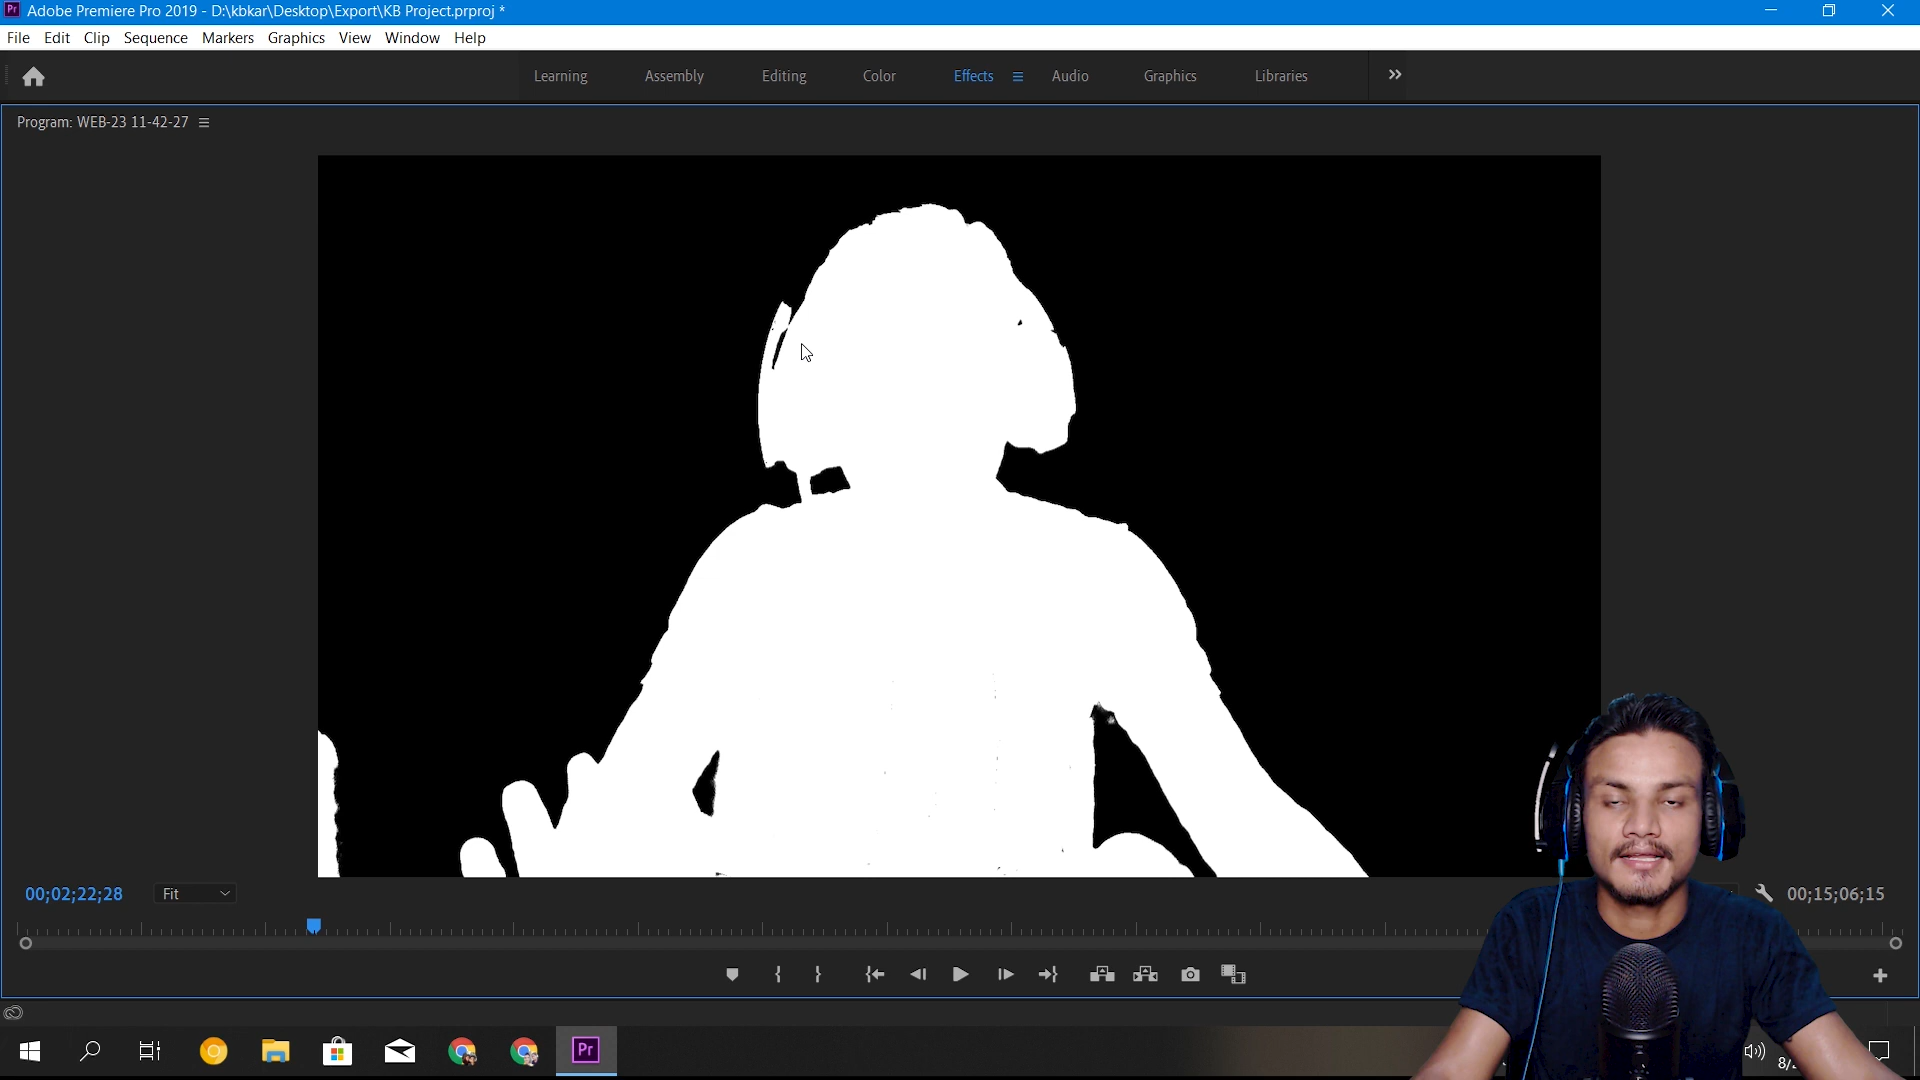 Pr Adobe Premiere Pro 2019 - D:\kbkar\Desktop\Export\KB Project.prproj *
File Edit Clip Sequence Markers Graphics View Window Help
Learning Assembly Editing Color Effects Audio Graphics Libraries
Program: WEB-23 11-42-27
00;02;22;28 Fit 00;15;06;15
Pr